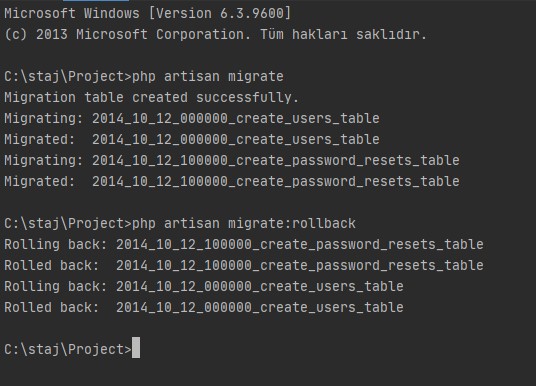 Microsoft Windows [Version 6.3.9600]
(c) 2013 Microsoft Corporation. Tüm hakları saklıdır.
C:\staj\Project>php artisan migrate
Migration table created successfully.
Migrating: 2014_10_12_000000_create_users_table
Migrated:  2014_10_12_000000_create_users_table
Migrating: 2014_10_12_100000_create_password_resets_table
Migrated:  2014_10_12_100000_create_password_resets_table
C:\staj\Project>php artisan migrate:rollback
Rolling back: 2014_10_12_100000_create_password_resets_table
Rolled back:  2014_10_12_100000_create_password_resets_table
Rolling back: 2014_10_12_000000_create_users_table
Rolled back:  2014_10_12_000000_create_users_table
C:\staj\Project>